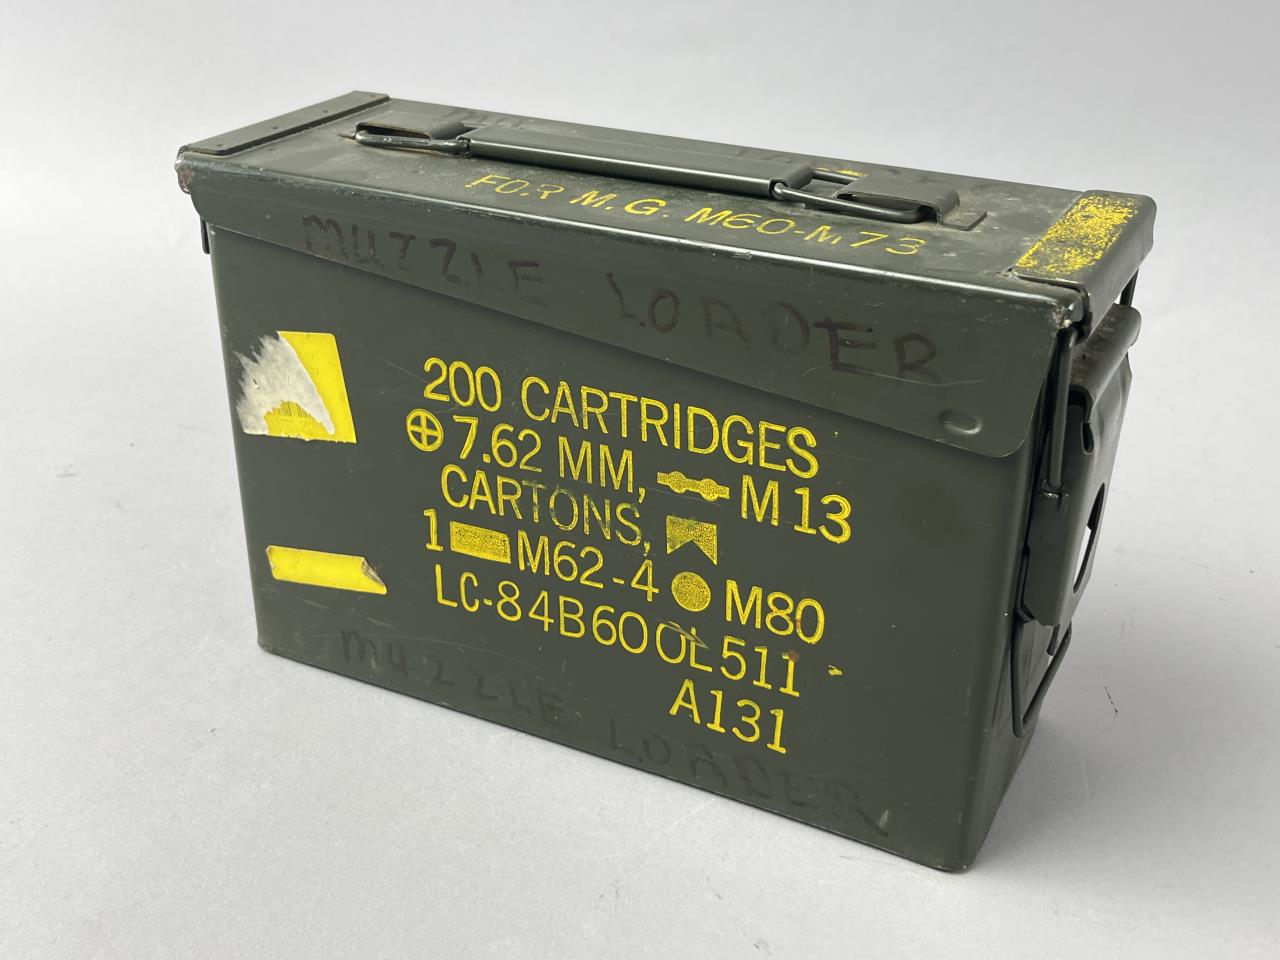 FOR M.G. M60-M73
MUZZLE LOADER
200 CARTRIDGES
7.62 MM, M13
CARTONS,
1 M62-4 M80
LC-84B600L511
A131
MUZZLE LOADER